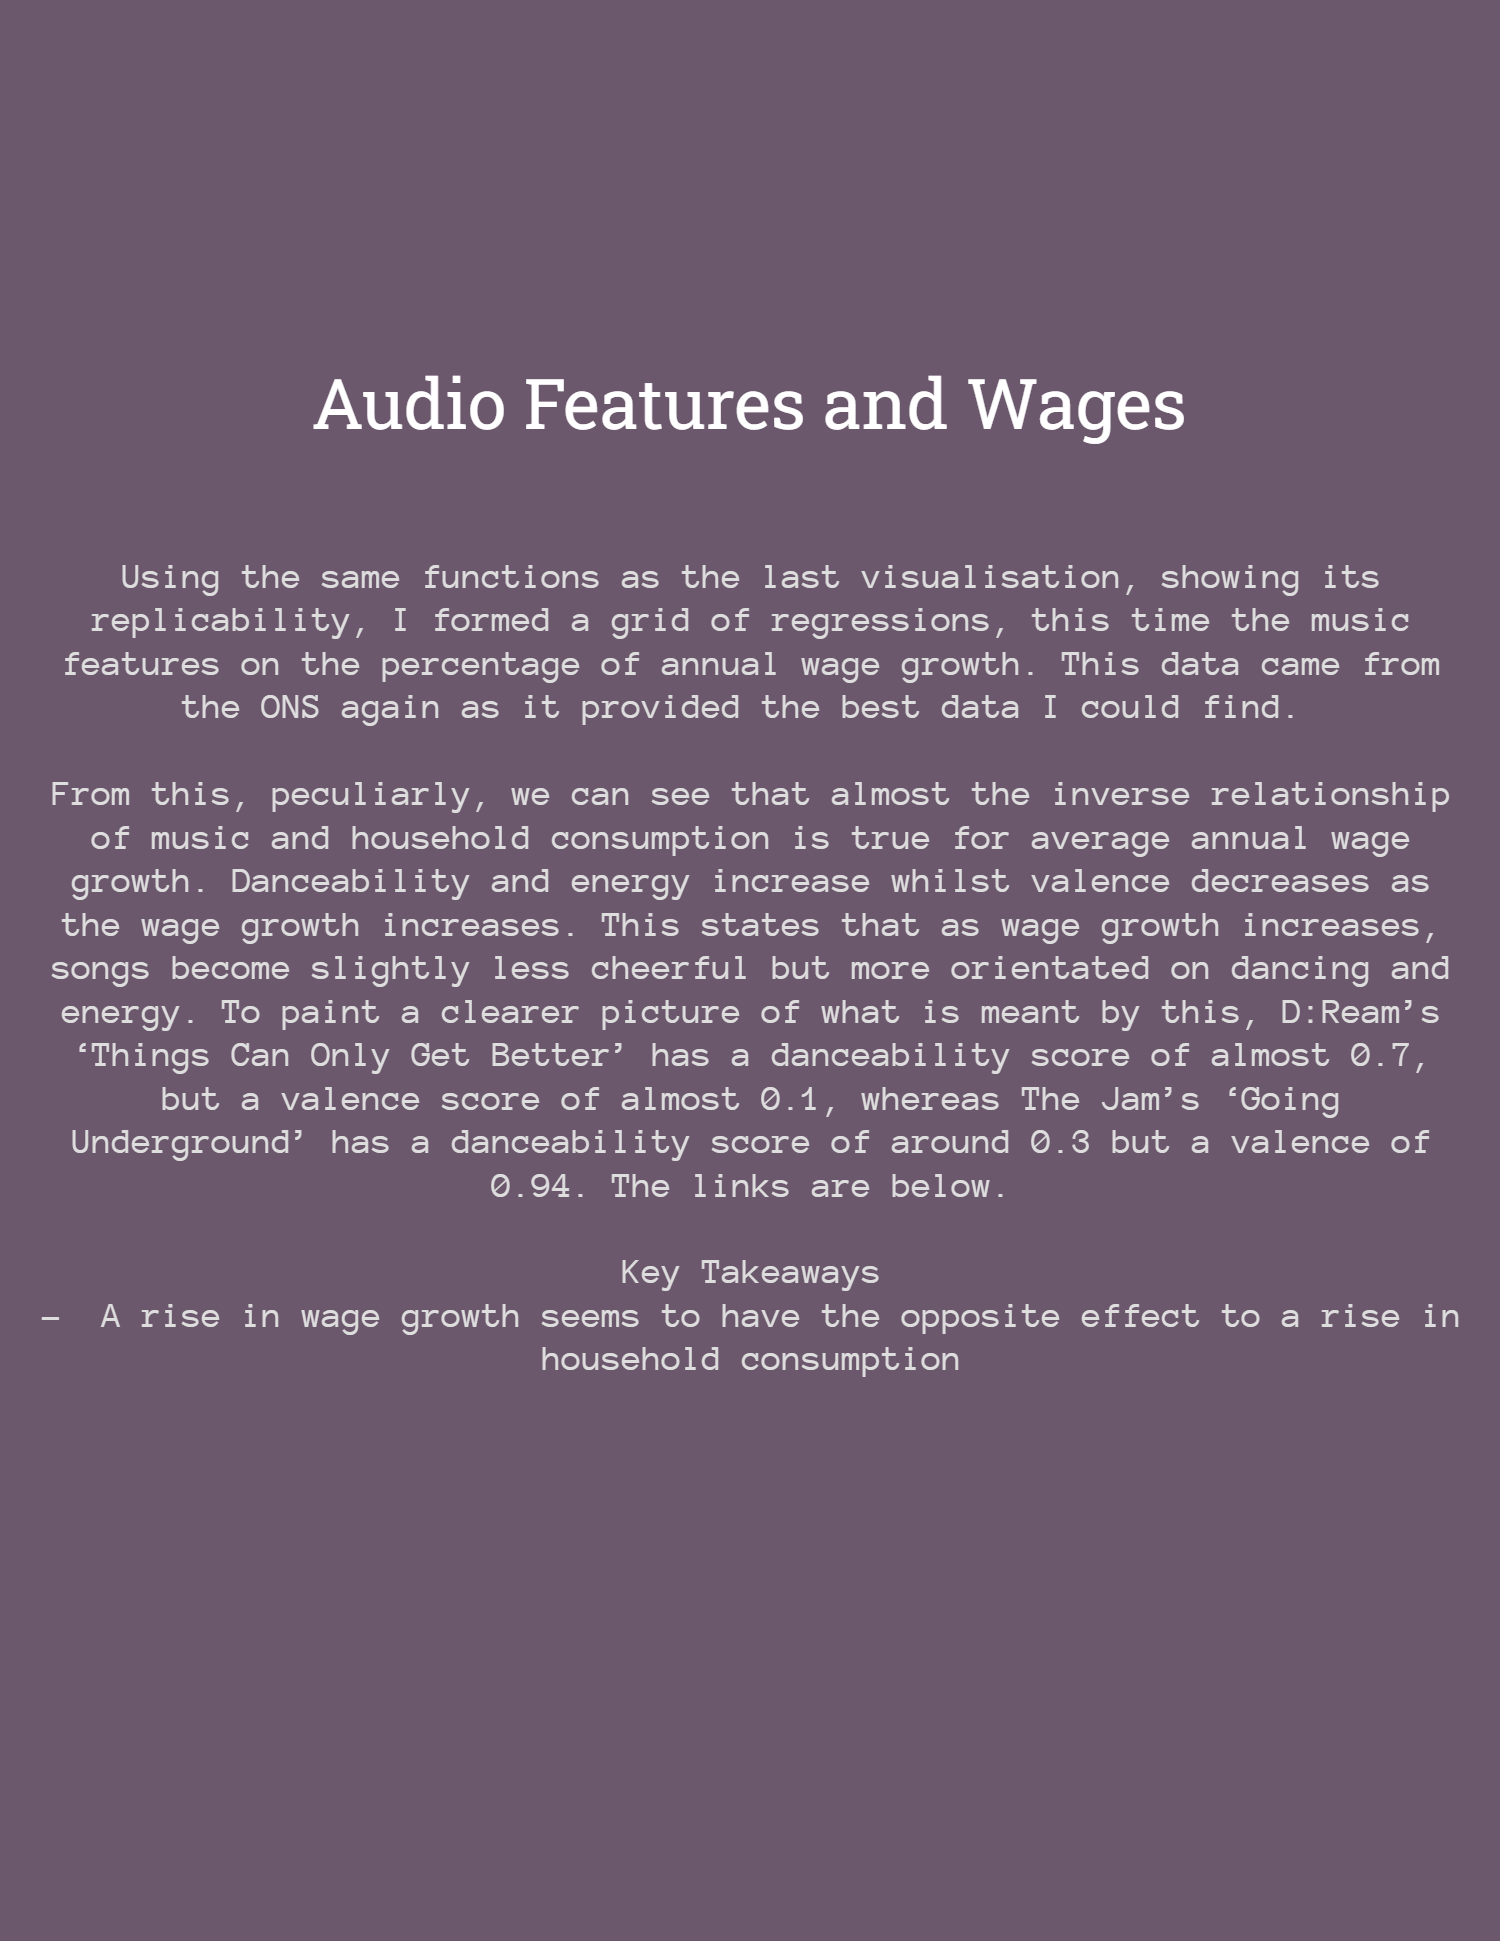 Audio Features and Wages
Using the same functions as the last visualisation, showing its
replicability, I formed a grid of regressions, this time the music
features on the percentage of annual wage growth. This data came from
the ONS again as it provided the best data I could find.
From this, peculiarly, we can see that almost the inverse relationship
of music and household consumption is true for average annual wage
growth. Danceability and energy increase whilst valence decreases as
the wage growth increases. This states that as wage growth increases,
songs become slightly less cheerful but more orientated on dancing and
energy. To paint a clearer picture of what is meant by this, D:Ream’s
‘Things Can Only Get Better’ has a danceability score of almost 0.7,
but a valence score of almost 0.1, whereas The Jam’s ‘Going
Underground’ has a danceability score of around 0.3 but a valence of
0.94. The links are below.
Key Takeaways
- A rise in wage growth seems to have the opposite effect to a rise in
household consumption